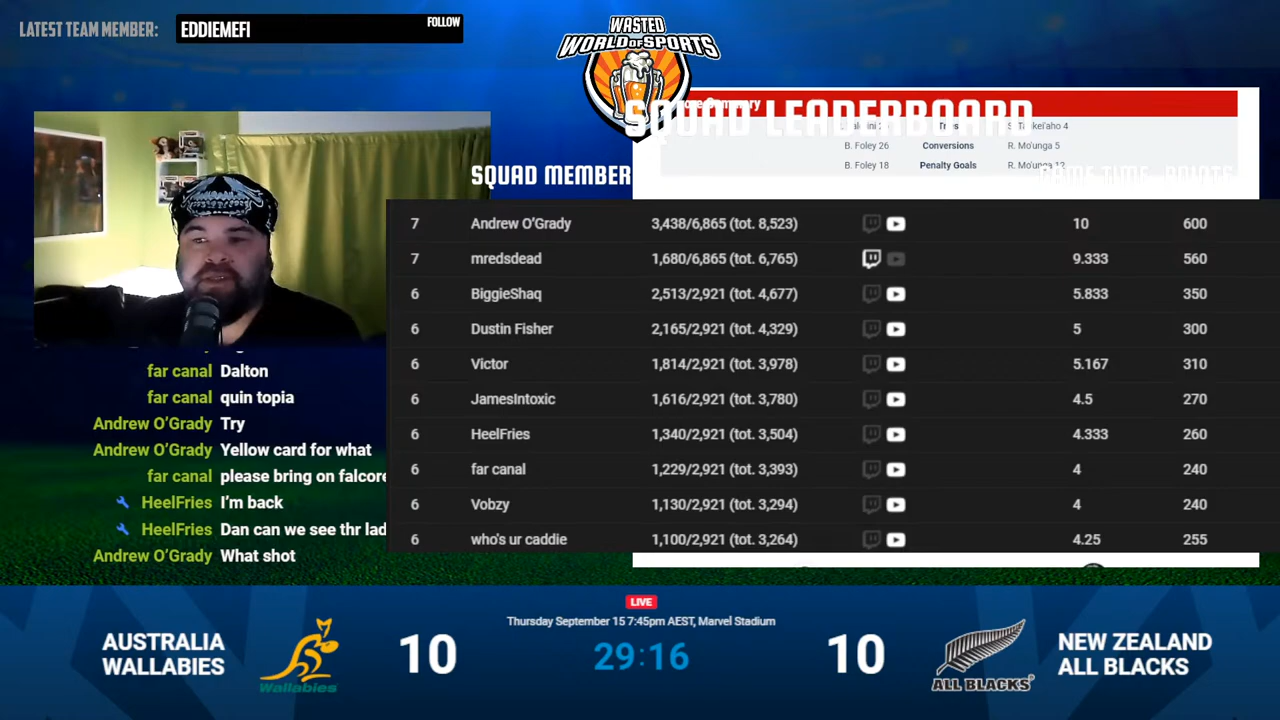 LATEST TEAM MEMBER:
EDDIEMEFI
FOLLOW
WASTED
WORLD OF SPORTS
SQUAD LEADERBOARD
Tries
B. Foley 26 Conversions R. Mo'unga 5
B. Foley 18 Penalty Goals R. Mo'unga 12
SQUAD MEMBER GAME TIME POINTS
7 Andrew O'Grady 3,438/6,865 (tot. 8,523) 10 600
7 mredsdead 1,680/6,865 (tot. 6,765) 9.333 560
6 BiggieShaq 2,513/2,921 (tot. 4,677) 5.833 350
6 Dustin Fisher 2,165/2,921 (tot. 4,329) 5 300
6 Victor 1,814/2,921 (tot. 3,978) 5.167 310
6 JamesIntoxic 1,616/2,921 (tot. 3,780) 4.5 270
6 HeelFries 1,340/2,921 (tot. 3,504) 4.333 260
6 far canal 1,229/2,921 (tot. 3,393) 4 240
6 Vobzy 1,130/2,921 (tot. 3,294) 4 240
6 who's ur caddie 1,100/2,921 (tot. 3,264) 4.25 255
far canal Dalton
far canal quin topia
Andrew O'Grady Try
Andrew O'Grady Yellow card for what
far canal please bring on falcore
HeelFries I'm back
HeelFries Dan can we see thr lad
Andrew O'Grady What shot
LIVE
Thursday September 15 7:45pm AEST, Marvel Stadium
AUSTRALIA
WALLABIES
Wallabies
10
29:16
10
ALL BLACKS
NEW ZEALAND
ALL BLACKS